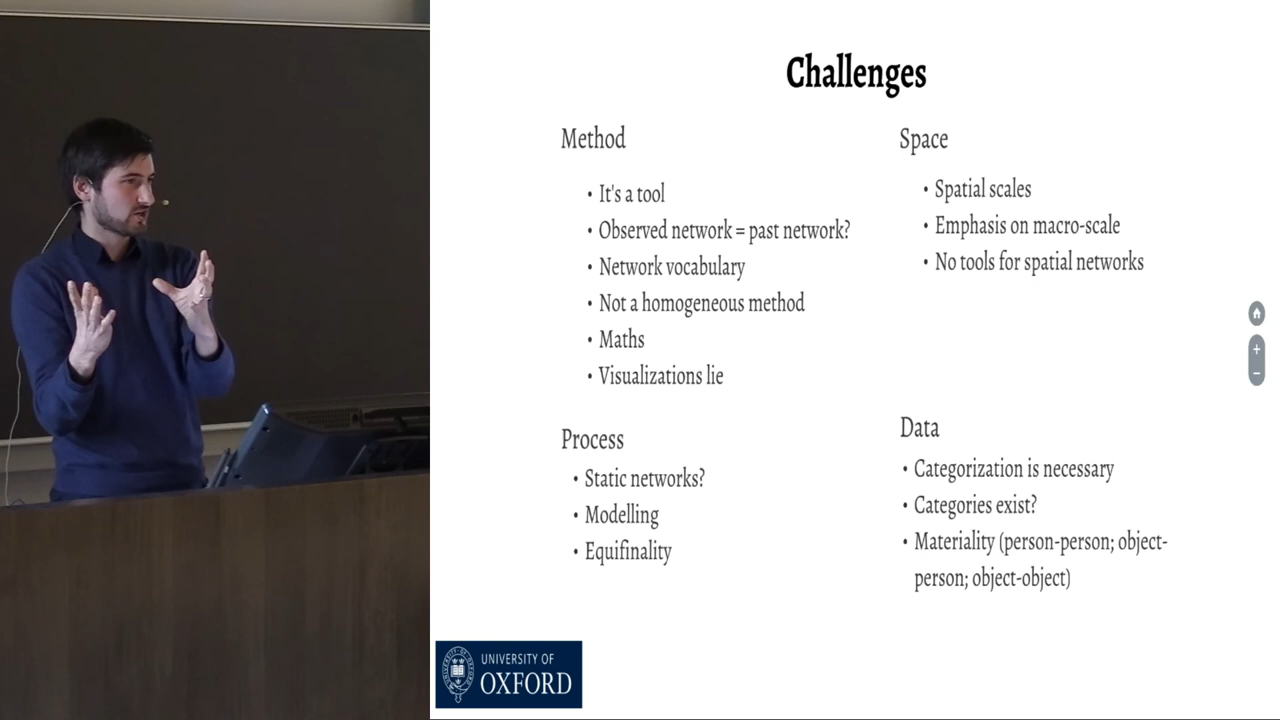 Challenges
Method
• It's a tool
• Observed network = past network?
• Network vocabulary
• Not a homogeneous method
• Maths
• Visualizations lie
Process
• Static networks?
• Modelling
• Equifinality
Space
• Spatial scales
• Emphasis on macro-scale
• No tools for spatial networks
Data
• Categorization is necessary
• Categories exist?
• Materiality (person-person; object-
person; object-object)
UNIVERSITY OF
OXFORD